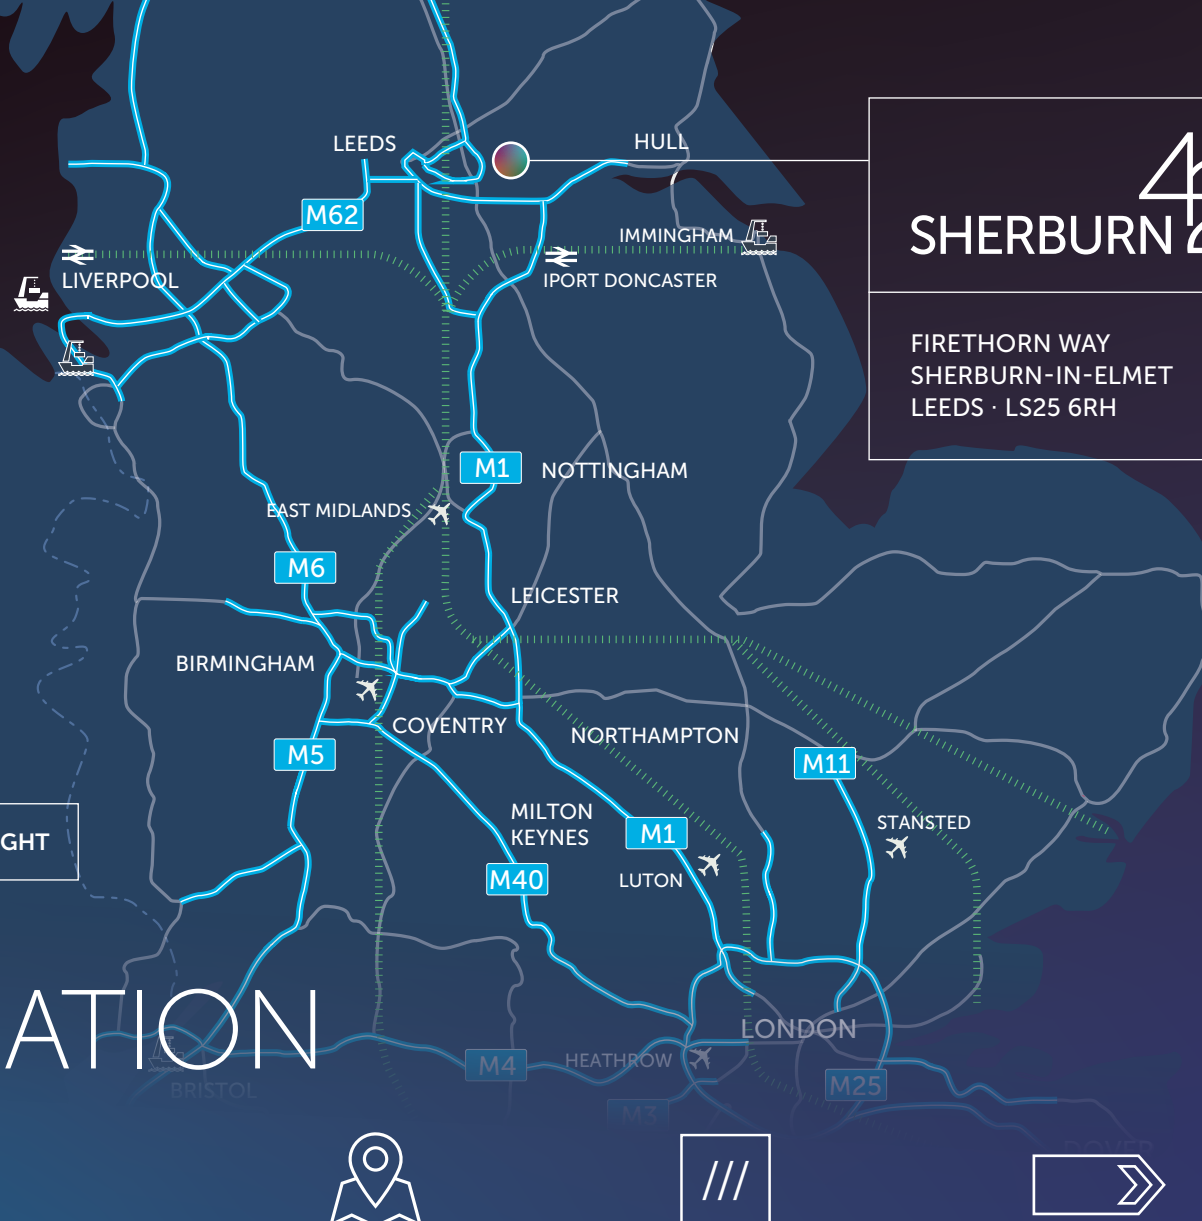 LEEDS
HULL
M62
SHERBURN
IMMINGHAM
LIVERPOOL
IPORT DONCASTER
FIRETHORN WAY
SHERBURN-IN-ELMET
LEEDS · LS25 6RH
M1
NOTTINGHAM
EAST MIDLANDS
M6
LEICESTER
BIRMINGHAM
COVENTRY
NORTHAMPTON
M5
M11
MILTON
KEYNES
M1
STANSTED
GHT
M40
LUTON
ATION
LONDON
HEATHROW
M4
M25
BRISTOL
M3
DOVER